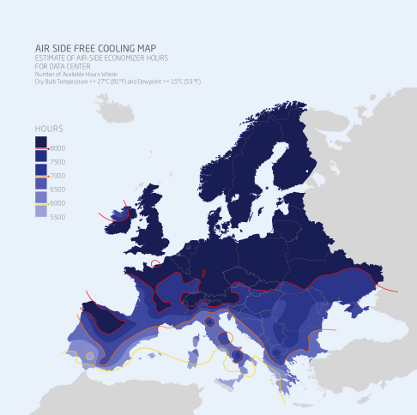 AIR SIDE FREE COOLING MAP
ESTIMATE OF AIR-SIDE ECONOMIZER HOURS
FOR DATA CENTER
Number of Available Hours Where
Dry Bulb Temperature <= 27°C (81°F) and Dewpoint <= 15°C (59°F)
HOURS
8000
7500
7000
6500
6000
5500